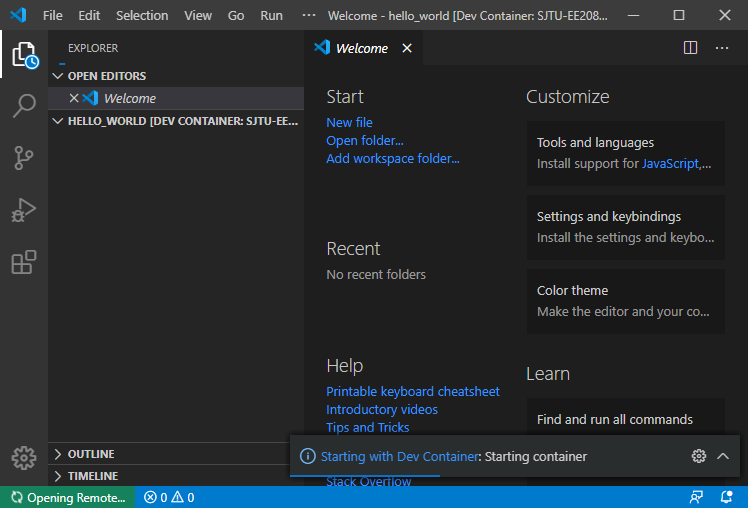 File Edit Selection View Go Run ··· Welcome - hello_world [Dev Container: SJTU-EE208...
EXPLORER
OPEN EDITORS
Welcome
HELLO_WORLD [DEV CONTAINER: SJTU-EE...
OUTLINE
TIMELINE
Welcome
Start
New file
Open folder...
Add workspace folder...
Recent
No recent folders
Help
Printable keyboard cheatsheet
Introductory videos
Tips and Tricks
Stack Overflow
Customize
Tools and languages
Install support for JavaScript,...
Settings and keybindings
Install the settings and keybo...
Color theme
Make the editor and your co...
Learn
Find and run all commands
Starting with Dev Container: Starting container
Opening Remote... 0 0